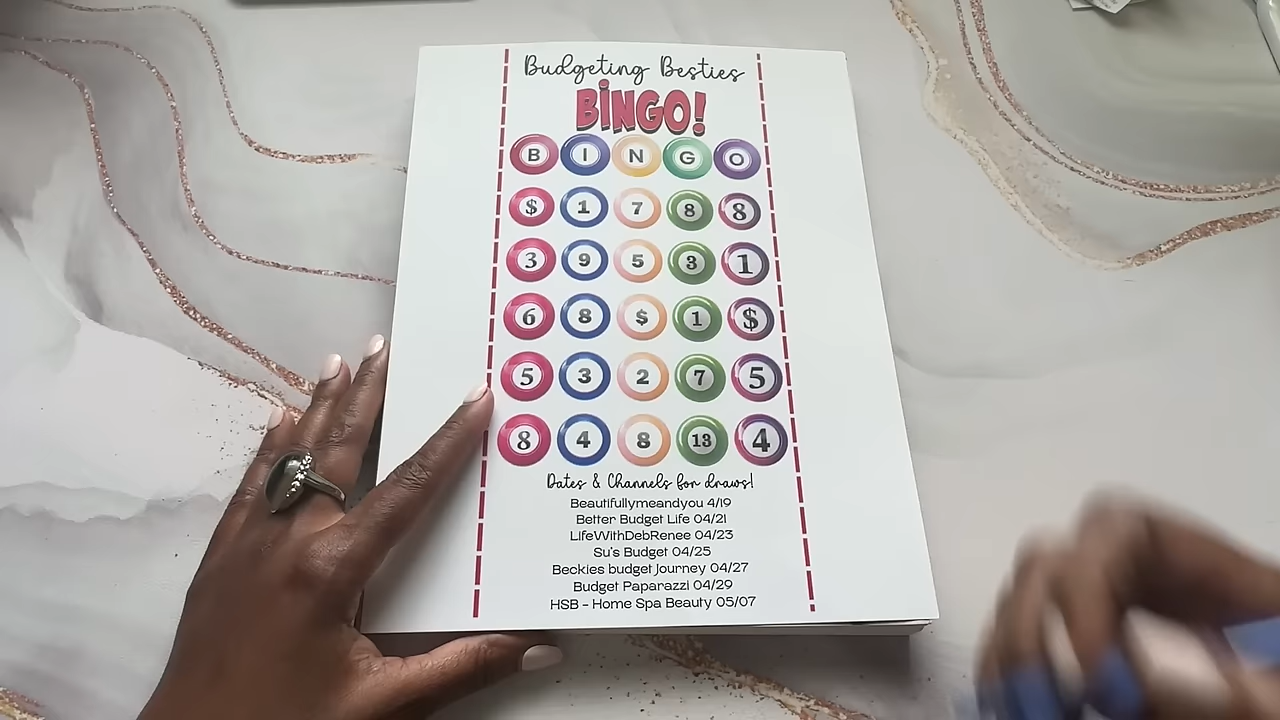 Budgeting Besties
BINGO!
B I N G O
$ 1 7 8 8
3 9 5 3 1
6 8 $ 1 $
5 3 2 7 5
8 4 8 13 4
Dates & Channels for draws!
Beautifullymeandyou 4/19
Better Budget Life 04/21
LifeWithDebRenee 04/23
Su's Budget 04/25
Beckies budget Journey 04/27
Budget Paparazzi 04/29
HSB - Home Spa Beauty 05/07